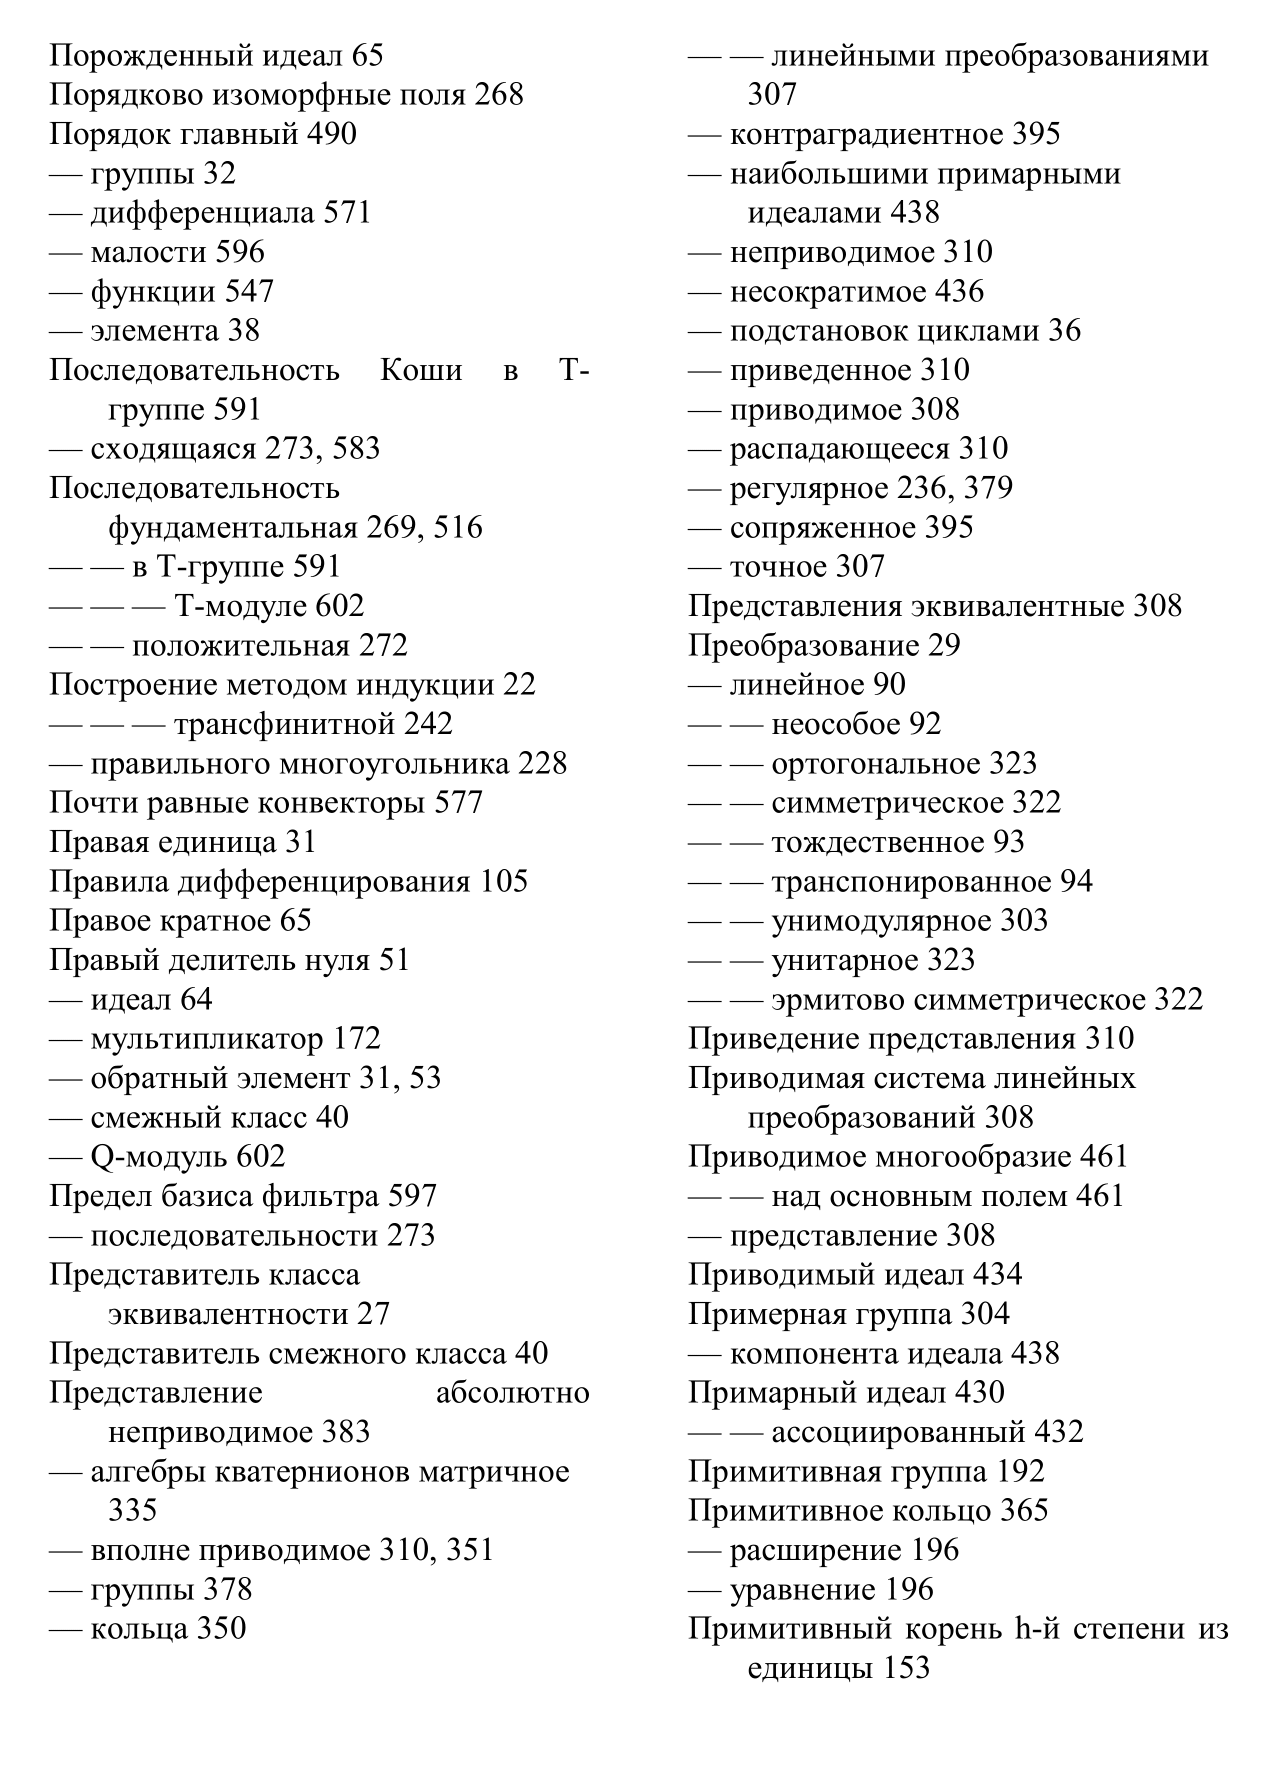 Порожденный идеал 65
Порядково изоморфные поля 268
Порядок главный 490
— группы 32
— дифференциала 571
— малости 596
— функции 547
— элемента 38
Последовательность Коши в Т-
группе 591
— сходящаяся 273, 583
Последовательность
фундаментальная 269, 516
— — в Т-группе 591
— — — Т-модуле 602
— — положительная 272
Построение методом индукции 22
— — — трансфинитной 242
— правильного многоугольника 228
Почти равные конвекторы 577
Правая единица 31
Правила дифференцирования 105
Правое кратное 65
Правый делитель нуля 51
— идеал 64
— мультипликатор 172
— обратный элемент 31, 53
— смежный класс 40
— Q-модуль 602
Предел базиса фильтра 597
— последовательности 273
Представитель класса
эквивалентности 27
Представитель смежного класса 40
Представление абсолютно
неприводимое 383
— алгебры кватернионов матричное
335
— вполне приводимое 310, 351
— группы 378
— кольца 350
— — линейными преобразованиями
307
— контраградиентное 395
— наибольшими примарными
идеалами 438
— неприводимое 310
— несократимое 436
— подстановок циклами 36
— приведенное 310
— приводимое 308
— распадающееся 310
— регулярное 236, 379
— сопряженное 395
— точное 307
Представления эквивалентные 308
Преобразование 29
— линейное 90
— — неособое 92
— — ортогональное 323
— — симметрическое 322
— — тождественное 93
— — транспонированное 94
— — унимодулярное 303
— — унитарное 323
— — эрмитово симметрическое 322
Приведение представления 310
Приводимая система линейных
преобразований 308
Приводимое многообразие 461
— — над основным полем 461
— представление 308
Приводимый идеал 434
Примерная группа 304
— компонента идеала 438
Примарный идеал 430
— — ассоциированный 432
Примитивная группа 192
Примитивное кольцо 365
— расширение 196
— уравнение 196
Примитивный корень h-й степени из
единицы 153